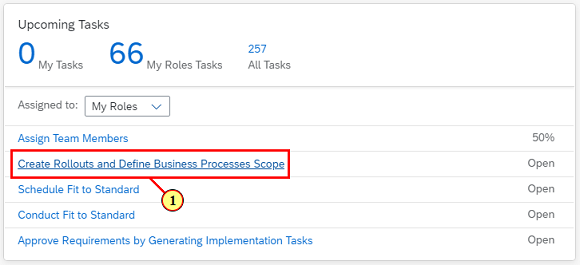 Upcoming Tasks
0 My Tasks 66 My Roles Tasks 257 All Tasks
Assigned to: My Roles
Assign Team Members 50%
Create Rollouts and Define Business Processes Scope Open
1
Schedule Fit to Standard Open
Conduct Fit to Standard Open
Approve Requirements by Generating Implementation Tasks Open